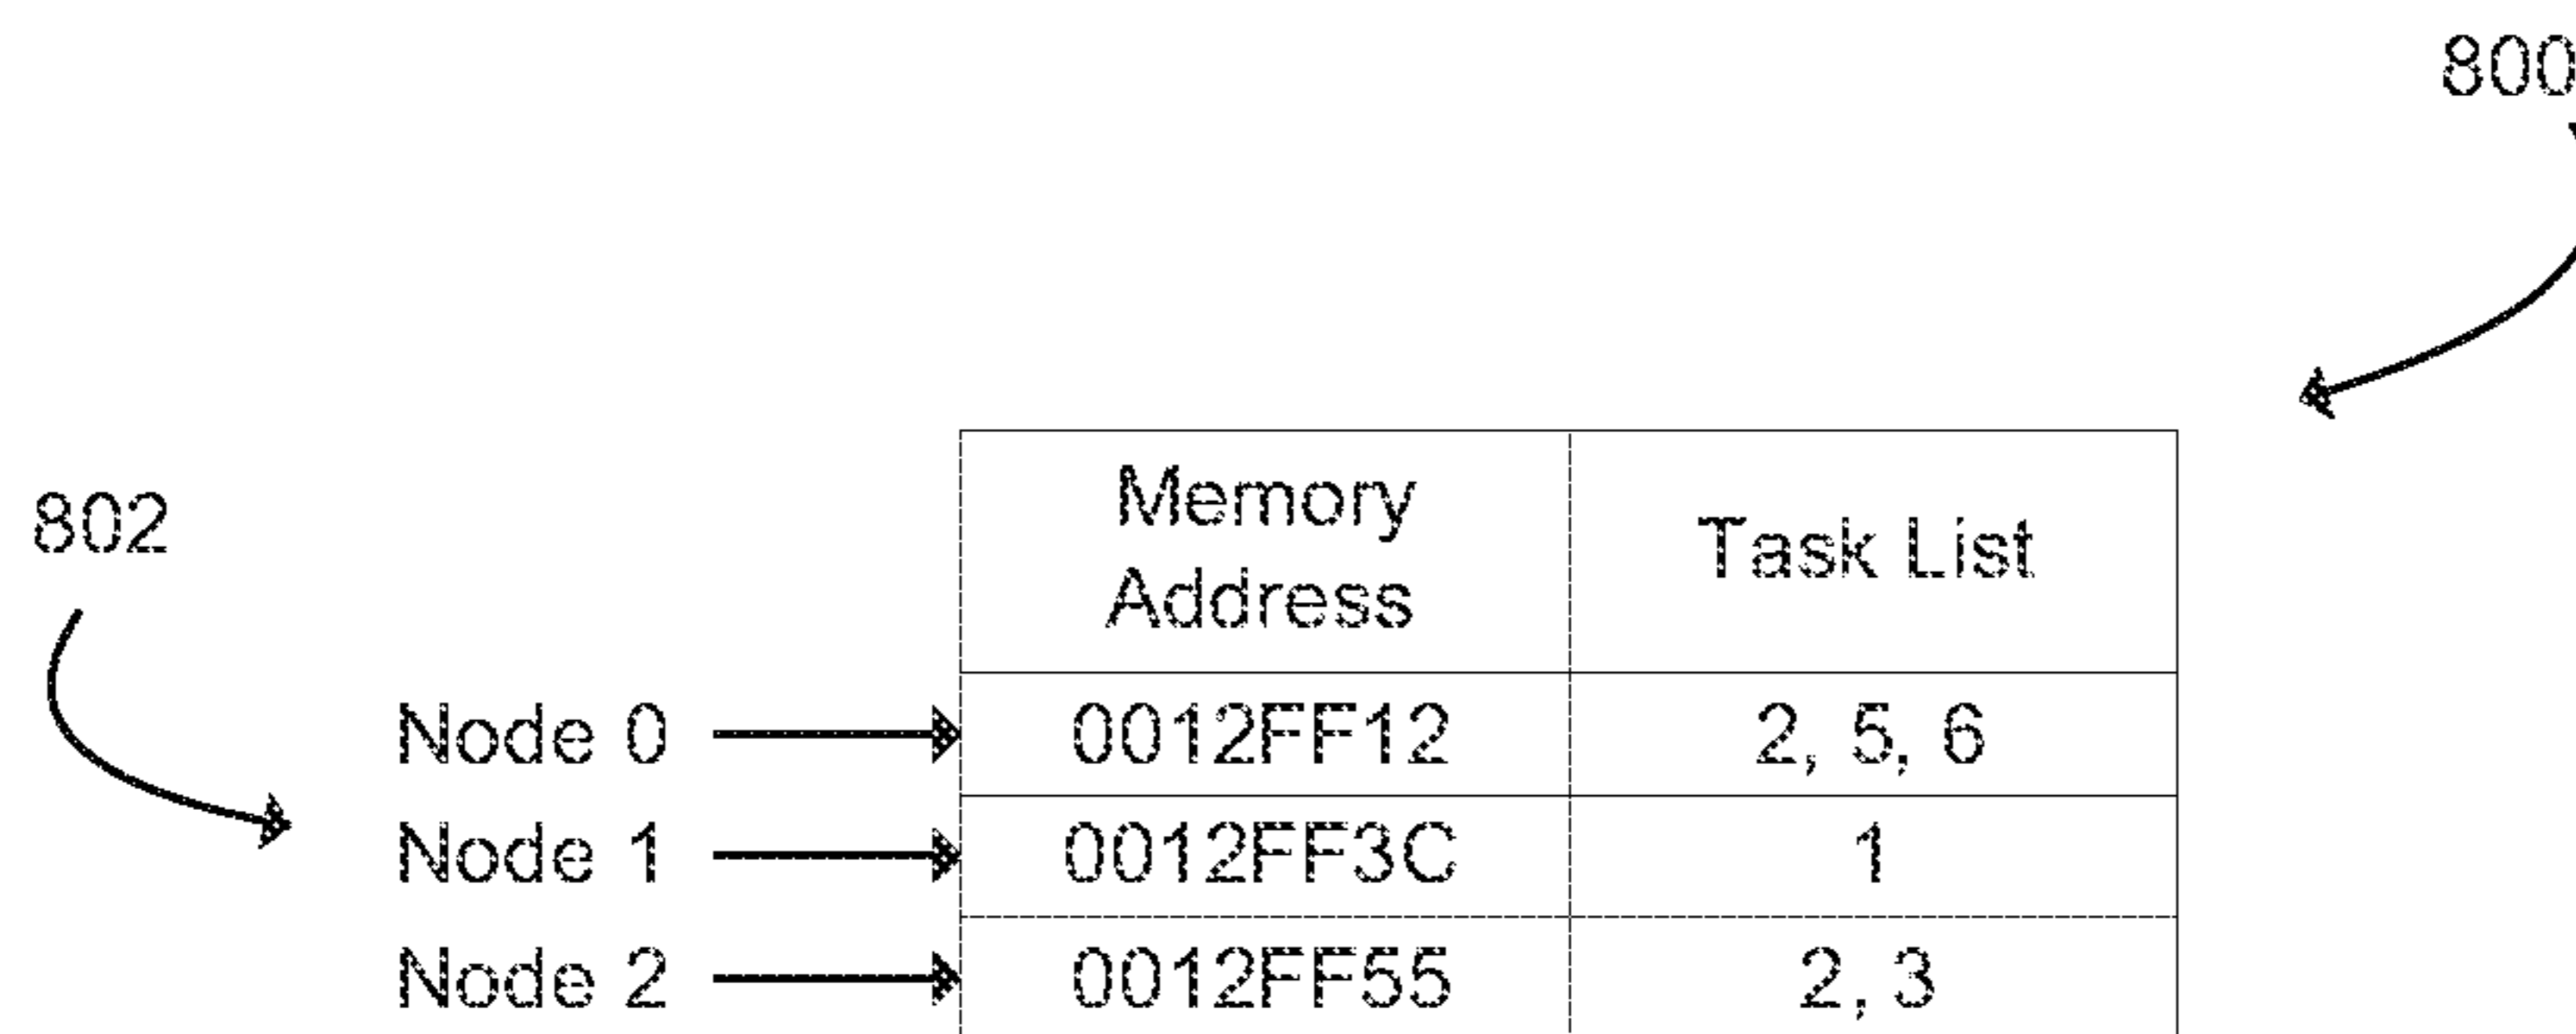 800
802
Memory
Address
Task List
Node 0 0012FF12 2, 5, 6
Node 1 0012FF3C 1
Node 2 0012FF55 2, 3